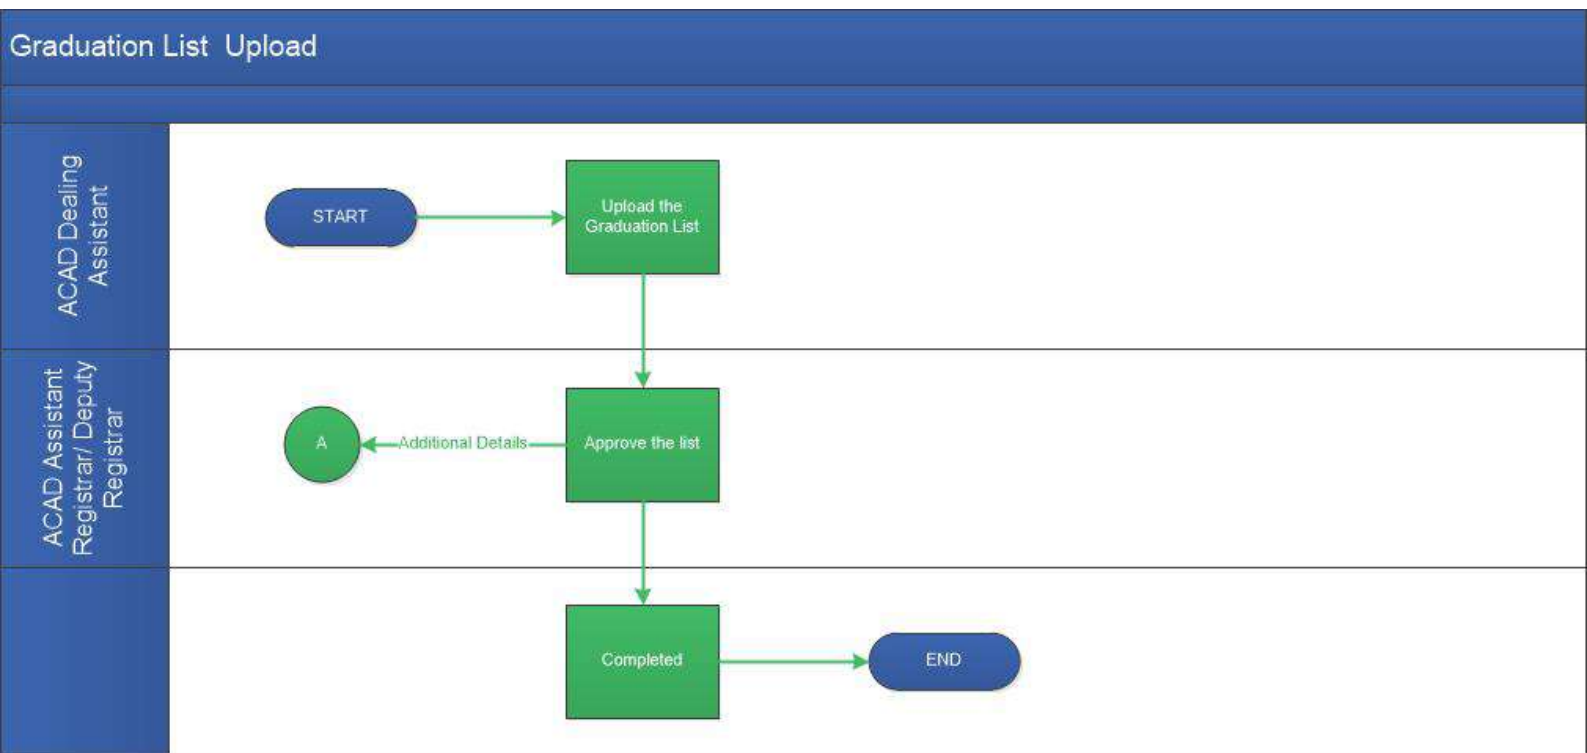 Graduation List Upload
ACAD Dealing
Assistant
START
Upload the
Graduation List
ACAD Assistant
Registrar/ Deputy
Registrar
A
Additional Details
Approve the list
Completed
END